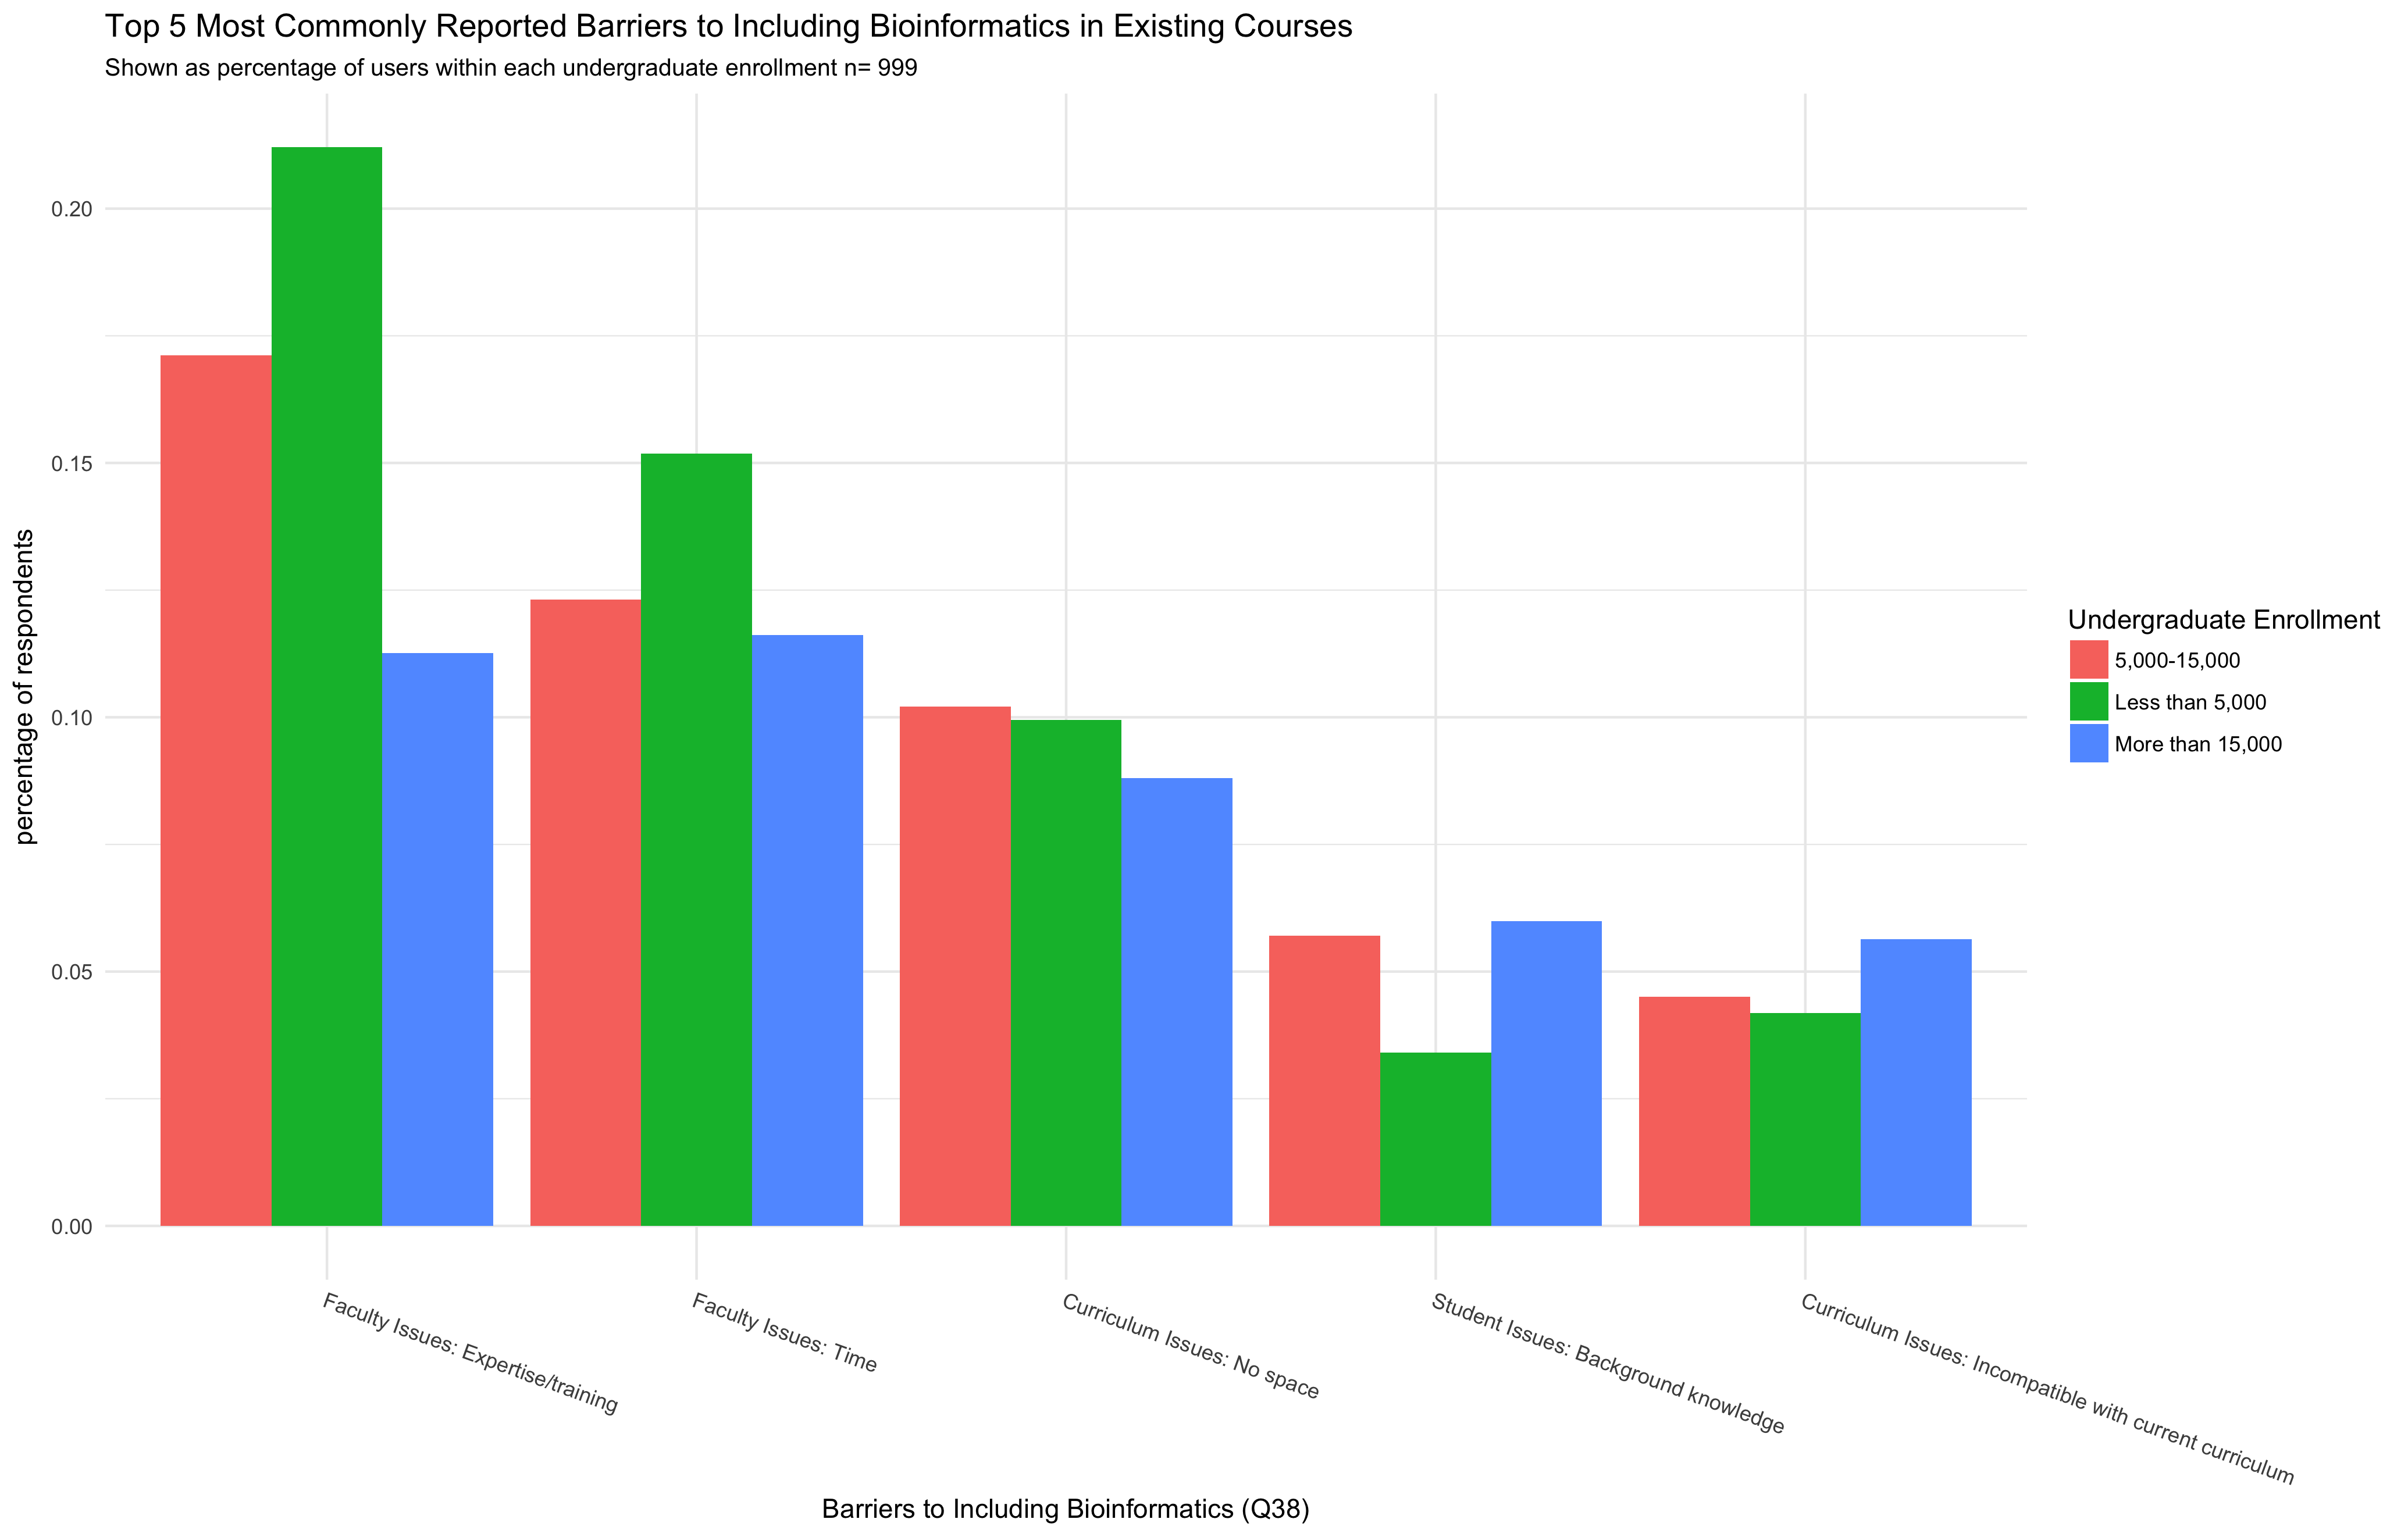 Top 5 Most Commonly Reported Barriers to Including Bioinformatics in Existing Courses
Shown as percentage of users within each undergraduate enrollment n= 999
percentage of respondents
0.20
0.15
0.10
0.05
0.00
Undergraduate Enrollment
5,000-15,000
Less than 5,000
More than 15,000
Faculty Issues: Expertise/training
Faculty Issues: Time
Curriculum Issues: No space
Student Issues: Background knowledge
Curriculum Issues: Incompatible with current curriculum
Barriers to Including Bioinformatics (Q38)